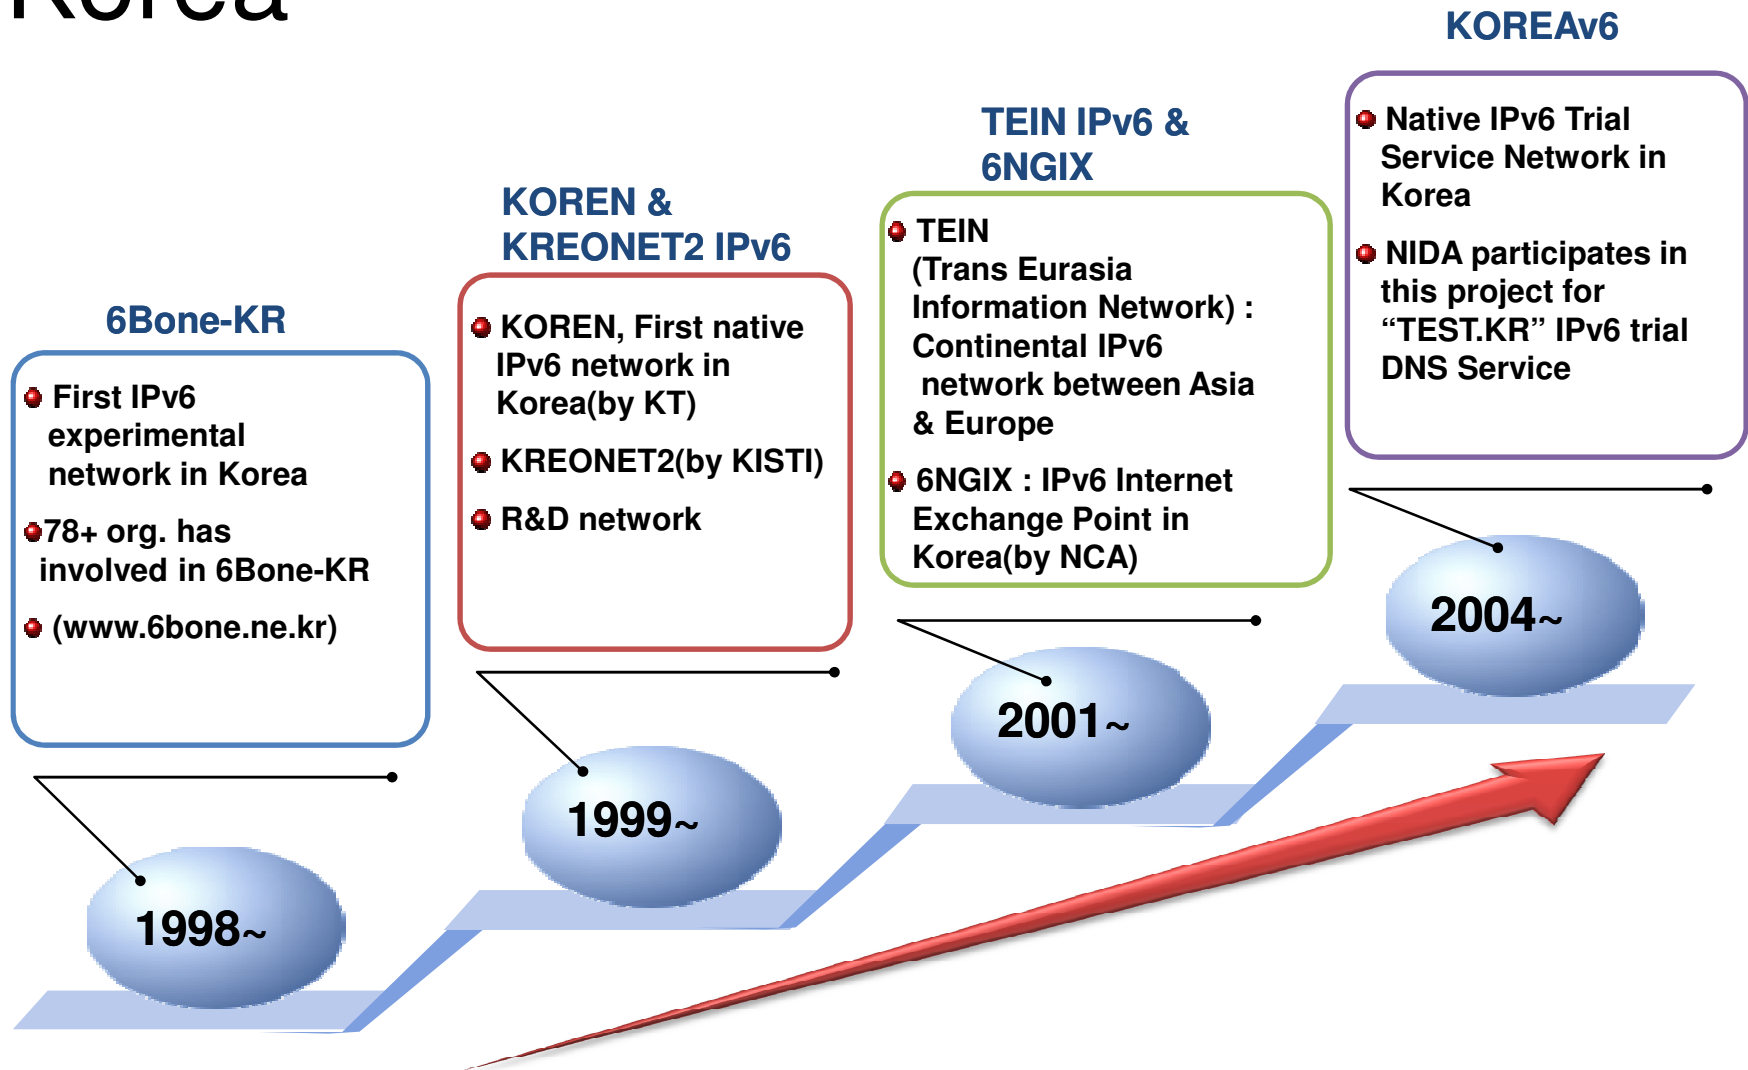 Korea
6Bone-KR
First IPv6
experimental
network in Korea
78+ org. has
involved in 6Bone-KR
(www.6bone.ne.kr)
1998~
KOREN &
KREONET2 IPv6
KOREN, First native
IPv6 network in
Korea(by KT)
KREONET2(by KISTI)
R&D network
1999~
TEIN IPv6 &
6NGIX
TEIN
(Trans Eurasia
Information Network) :
Continental IPv6
network between Asia
& Europe
6NGIX : IPv6 Internet
Exchange Point in
Korea(by NCA)
2001~
KOREAv6
Native IPv6 Trial
Service Network in
Korea
NIDA participates in
this project for
“TEST.KR” IPv6 trial
DNS Service
2004~